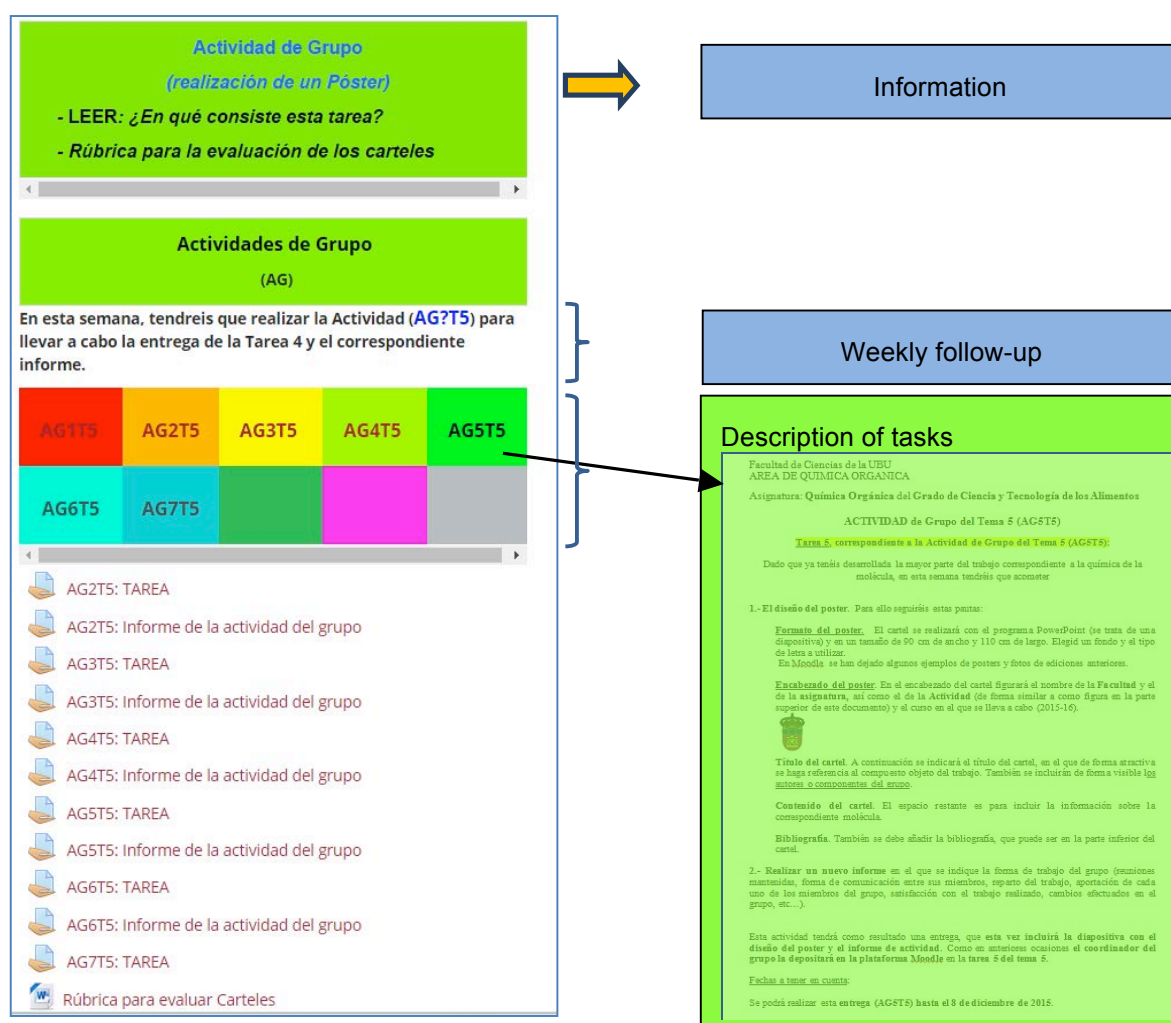 Actividad de Grupo
(realización de un Póster)
- LEER: ¿En qué consiste esta tarea?
- Rúbrica para la evaluación de los carteles
Actividades de Grupo
(AG)
En esta semana, tendreis que realizar la Actividad (AG?T5) para
llevar a cabo la entrega de la Tarea 4 y el correspondiente
informe.
AG1T5 AG2T5 AG3T5 AG4T5 AG5T5
AG6T5 AG7T5
AG2T5: TAREA
AG2T5: Informe de la actividad del grupo
AG3T5: TAREA
AG3T5: Informe de la actividad del grupo
AG4T5: TAREA
AG4T5: Informe de la actividad del grupo
AG5T5: TAREA
AG5T5: Informe de la actividad del grupo
AG6T5: TAREA
AG6T5: Informe de la actividad del grupo
AG7T5: TAREA
Rúbrica para evaluar Carteles
Information
Weekly follow-up
Description of tasks
Facultad de Ciencias de la UBU
AREA DE QUIMICA ORGANICA
Asignatura: Química Orgánica del Grado de Ciencia y Tecnología de los Alimentos
ACTIVIDAD de Grupo del Tema 5 (AG5T5)
Tarea 5, correspondiente a la Actividad de Grupo del Tema 5 (AG5T5):
Dado que ya tenéis desarrollada la mayor parte del trabajo correspondiente a la química de la
molécula, en esta semana tendréis que acometer
1.- El diseño del poster. Para ello seguiréis estas pautas:
Formato del poster. El cartel se realizará con el programa PowerPoint (se trata de una
diapositiva) y en un tamaño de 90 cm de ancho y 110 cm de largo. Elegid un fondo y el tipo
de letra a utilizar.
En Moodle se han dejado algunos ejemplos de posters y fotos de ediciones anteriores.
Encabezado del poster. En el encabezado del cartel figurará el nombre de la Facultad y el
de la asignatura, así como el de la Actividad (de forma similar a como figura en la parte
superior de este documento) y el curso en el que se lleva a cabo (2015-16).
Título del cartel. A continuación se indicará el título del cartel, en el que de forma atractiva
se haga referencia al compuesto objeto del trabajo. También se incluirán de forma visible los
autores o componentes del grupo.
Contenido del cartel. El espacio restante es para incluir la información sobre la
correspondiente molécula.
Bibliografía. También se debe añadir la bibliografía, que puede ser en la parte inferior del
cartel.
2.- Realizar un nuevo informe en el que se indique la forma de trabajo del grupo (reuniones
mantenidas, forma de comunicación entre sus miembros, reparto del trabajo, aportación de cada
uno de los miembros del grupo, satisfacción con el trabajo realizado, cambios efectuados en el
grupo, etc...).
Esta actividad tendrá como resultado una entrega, que esta vez incluirá la diapositiva con el
diseño del poster y el informe de actividad. Como en anteriores ocasiones el coordinador del
grupo la depositará en la plataforma Moodle en la tarea 5 del tema 5.
Fechas a tener en cuenta:
Se podrá realizar esta entrega (AG5T5) hasta el 8 de diciembre de 2015.